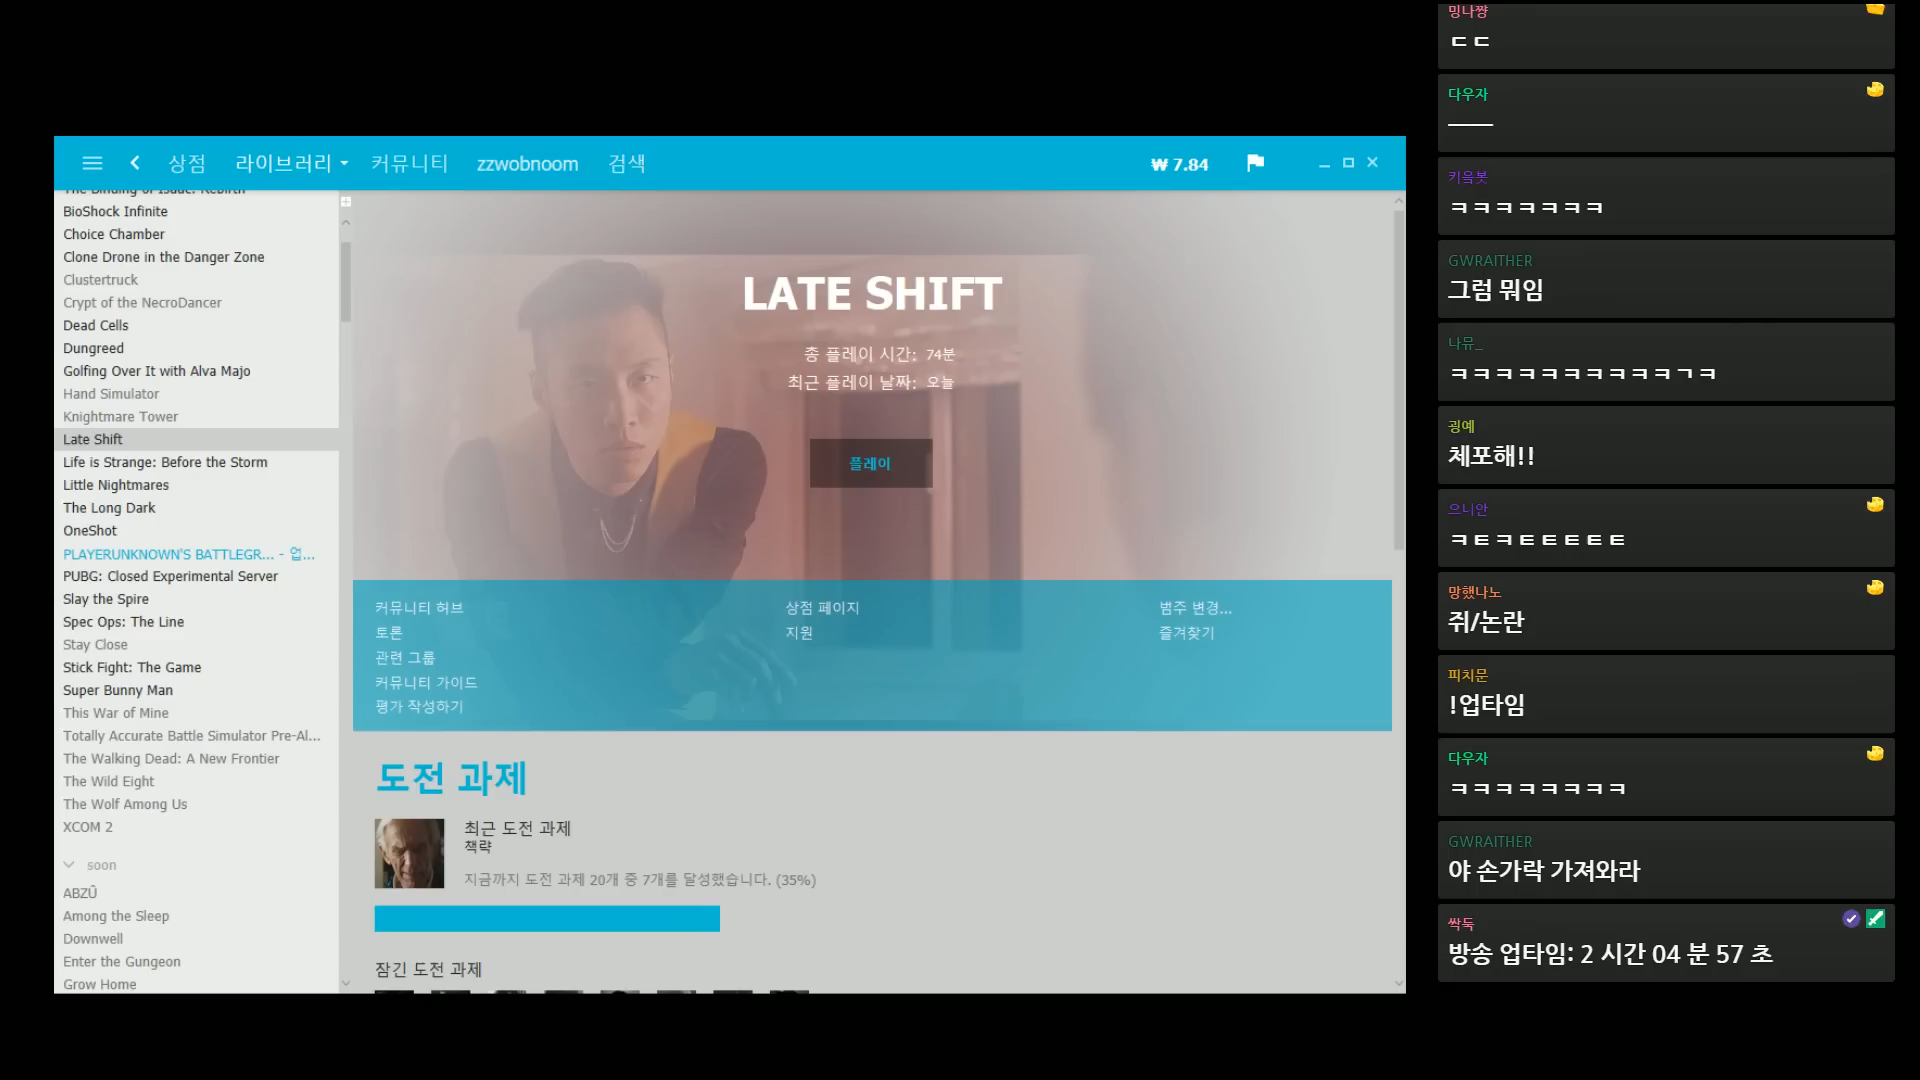 상점
라이브러리
커뮤니티
zzwobnoom
검색
₩ 7.84
The Binding of Isaac: Rebirth
BioShock Infinite
Choice Chamber
Clone Drone in the Danger Zone
Clustertruck
Crypt of the NecroDancer
Dead Cells
Dungreed
Golfing Over It with Alva Majo
Hand Simulator
Knightmare Tower
Late Shift
Life is Strange: Before the Storm
Little Nightmares
The Long Dark
OneShot
PLAYERUNKNOWN'S BATTLEGR... - 업...
PUBG: Closed Experimental Server
Slay the Spire
Spec Ops: The Line
Stay Close
Stick Fight: The Game
Super Bunny Man
This War of Mine
Totally Accurate Battle Simulator Pre-Al...
The Walking Dead: A New Frontier
The Wild Eight
The Wolf Among Us
XCOM 2
soon
ABZÛ
Among the Sleep
Downwell
Enter the Gungeon
Grow Home
LATE SHIFT
총 플레이 시간: 74분
최근 플레이 날짜: 오늘
플레이
커뮤니티 허브
토론
관련 그룹
커뮤니티 가이드
평가 작성하기
상점 페이지
지원
범주 변경...
즐겨찾기
도전 과제
최근 도전 과제
책략
지금까지 도전 과제 20개 중 7개를 달성했습니다. (35%)
잠긴 도전 과제
밍나쨩
ㄷㄷ
다우자
──
키읔봇
ㅋㅋㅋㅋㅋㅋㅋ
GWRAITHER
그럼 뭐임
나뮤_
ㅋㅋㅋㅋㅋㅋㅋㅋㅋㅋㄱㅋ
굉예
체포해!!
으니안
ㅋㅌㅋㅌㅌㅌㅌㅌ
망했나노
쥐/논란
피치문
!업타임
다우자
ㅋㅋㅋㅋㅋㅋㅋㅋ
GWRAITHER
야 손가락 가져와라
싹둑
방송 업타임: 2 시간 04 분 57 초